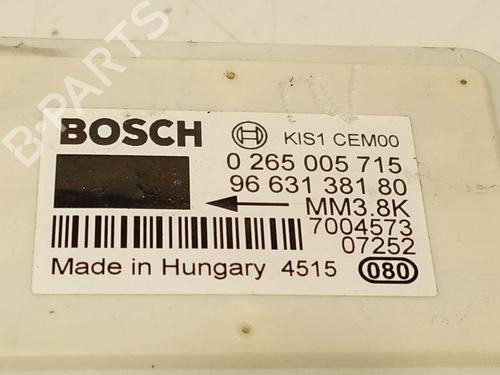 B-PARTS
BOSCH KIS1 CEM00
0 265 005 715
96 631 381 80
MM3.8K
7004573
07252
Made in Hungary 4515 080